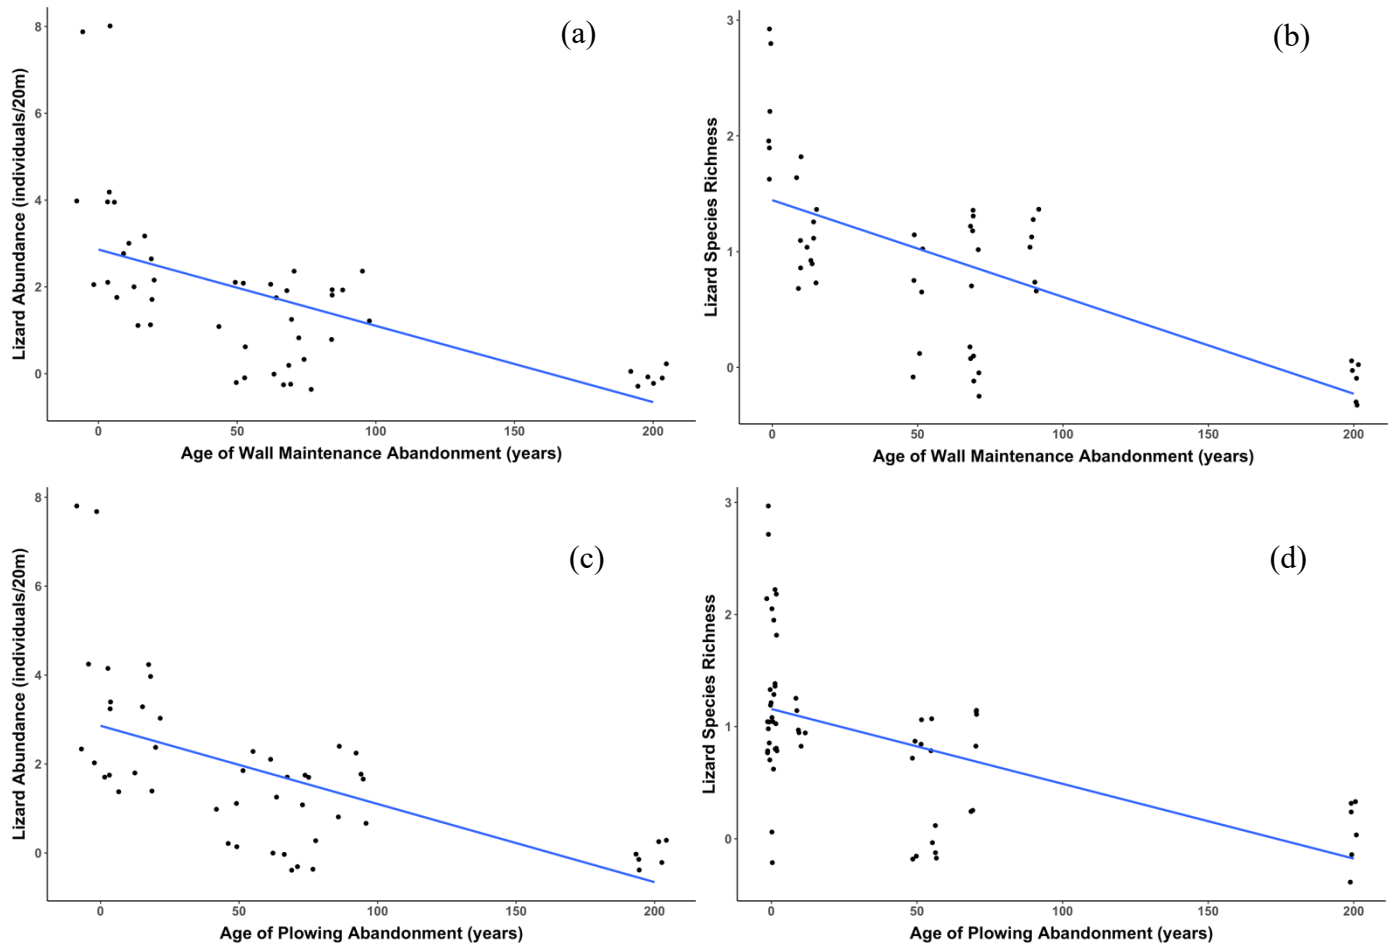 (a)
Lizard Abundance (individuals/20m)
8
6
4
2
0
0 50 100 150 200
Age of Wall Maintenance Abandonment (years)
(b)
Lizard Species Richness
3
2
1
0
0 50 100 150 200
Age of Wall Maintenance Abandonment (years)
(c)
Lizard Abundance (individuals/20m)
8
6
4
2
0
0 50 100 150 200
Age of Plowing Abandonment (years)
(d)
Lizard Species Richness
3
2
1
0
0 50 100 150 200
Age of Plowing Abandonment (years)